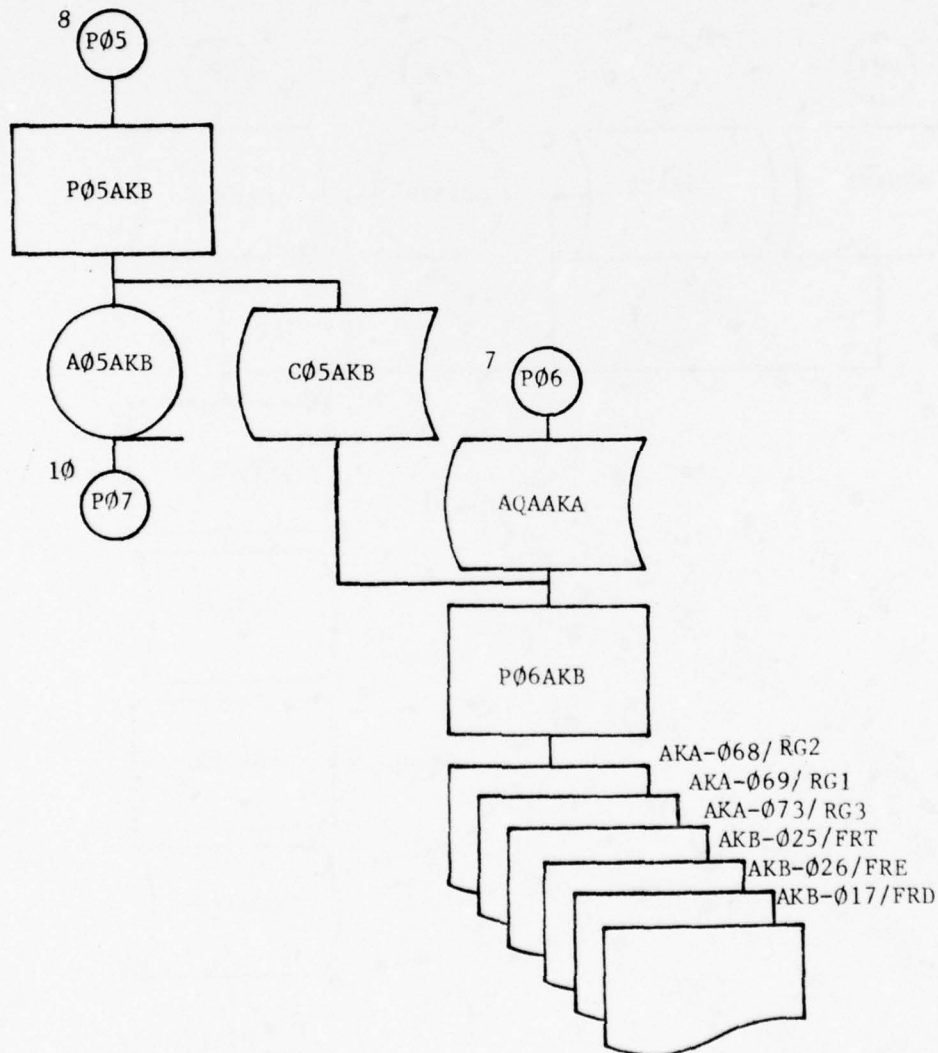 8
PØ5
PØ5AKB
AØ5AKB
CØ5AKB
7
PØ6
1Ø
PØ7
AQAAKA
PØ6AKB
AKA-Ø68/ RG2
AKA-Ø69/ RG1
AKA-Ø73/ RG3
AKB-Ø25/FRT
AKB-Ø26/FRE
AKB-Ø17/FRD